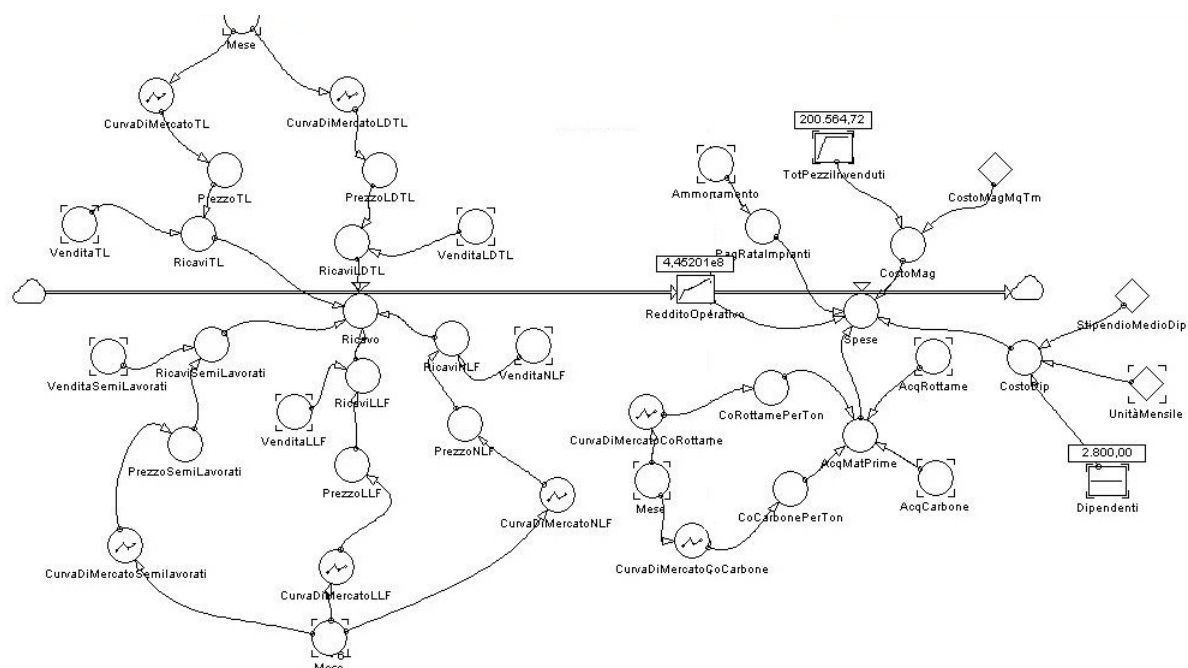 Mese
CurvaDiMercatoTL
CurvaDiMercatoLDTL
200.564,72
TotPezziInvenduti
Ammortamento
CostoMagMqTm
PrezzoTL
PrezzoLDTL
VenditaTL
RicaviTL
RicaviLDTL
VenditaLDTL
PagRataImpianti
CostoMag
4,45201e8
RedditoOperativo
Ricavo
Spese
StipendioMedioDip
VenditaSemiLavorati
RicaviSemiLavorati
RicaviNLF
VenditaNLF
AcqRottame
CostoDip
RicaviLLF
VenditaLLF
CoRottamePerTon
UnitàMensile
CurvaDiMercatoCoRottame
PrezzoSemiLavorati
PrezzoNLF
AcqMatPrime
2.800,00
PrezzoLLF
Mese
CoCarbonePerTon
AcqCarbone
Dipendenti
CurvaDiMercatoNLF
CurvaDiMercatoSemilavorati
CurvaDiMercatoCoCarbone
CurvaDiMercatoLLF
Mese